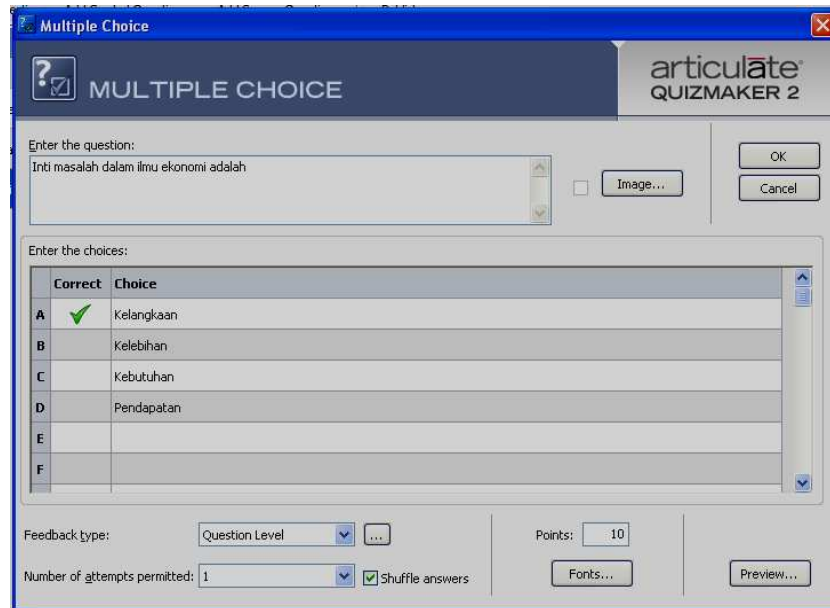 Multiple Choice
MULTIPLE CHOICE
articulate
QUIZMAKER 2
Enter the question:
Inti masalah dalam ilmu ekonomi adalah
Image...
OK
Cancel
Enter the choices:
Correct Choice
A Kelangkaan
B Kelebihan
C Kebutuhan
D Pendapatan
E
F
Feedback type: Question Level ... Points: 10
Number of attempts permitted: 1 Shuffle answers Fonts... Preview...